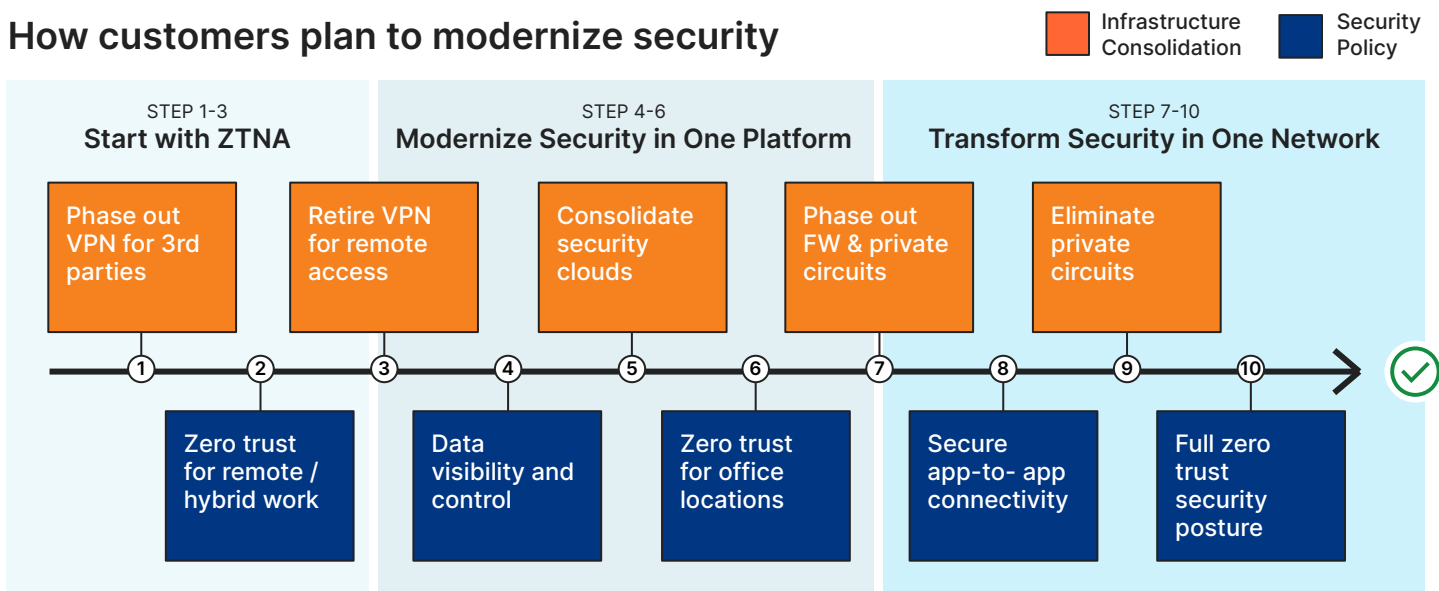 How customers plan to modernize security
Infrastructure
Consolidation
Security
Policy
STEP 1-3
Start with ZTNA
STEP 4-6
Modernize Security in One Platform
STEP 7-10
Transform Security in One Network
Phase out
VPN for 3rd
parties
Retire VPN
for remote
access
Consolidate
security
clouds
Phase out
FW & private
circuits
Eliminate
private
circuits
1
2
3
4
5
6
7
8
9
10
Zero trust
for remote /
hybrid work
Data
visibility and
control
Zero trust
for office
locations
Secure
app-to- app
connectivity
Full zero
trust
security
posture